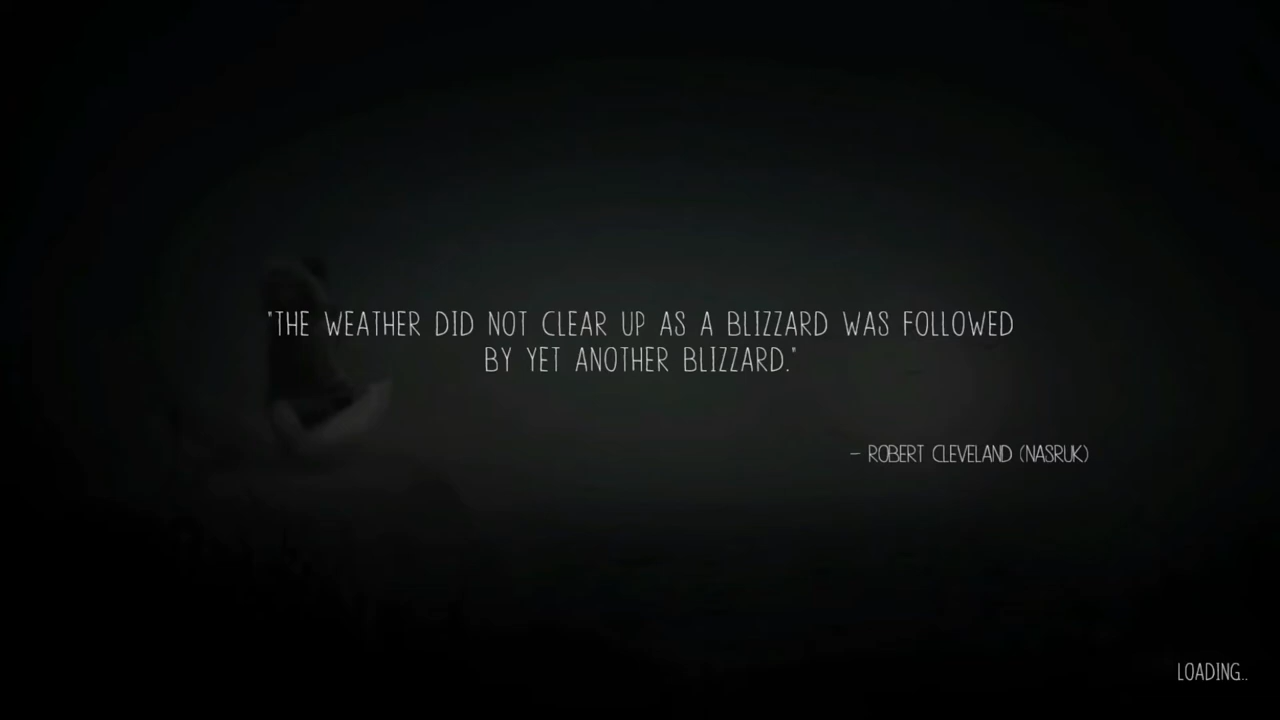 "THE WEATHER DID NOT CLEAR UP AS A BLIZZARD WAS FOLLOWED
BY YET ANOTHER BLIZZARD."
- ROBERT CLEVELAND (NASRUK)
LOADING..